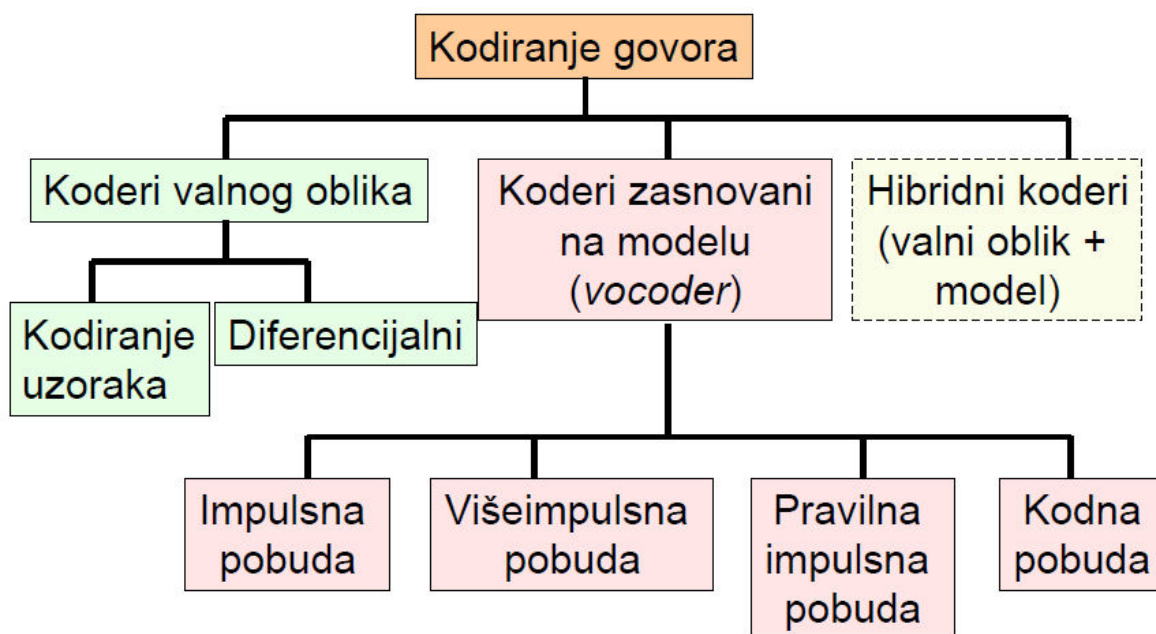 Kodiranje govora
Koderi valnog oblika
Koderi zasnovani
na modelu
(vocoder)
Hibridni koderi
(valni oblik +
model)
Kodiranje
uzoraka
Diferencijalni
Impulsna
pobuda
Višeimpulsna
pobuda
Pravilna
impulsna
pobuda
Kodna
pobuda